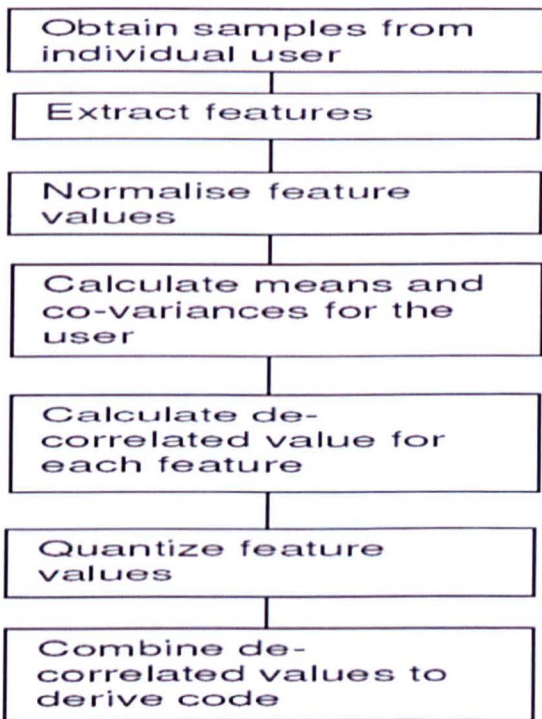 Obtain samples from
individual user
Extract features
Normalise feature
values
Calculate means and
co-variances for the
user
Calculate de-
correlated value for
each feature
Quantize feature
values
Combine de-
correlated values to
derive code